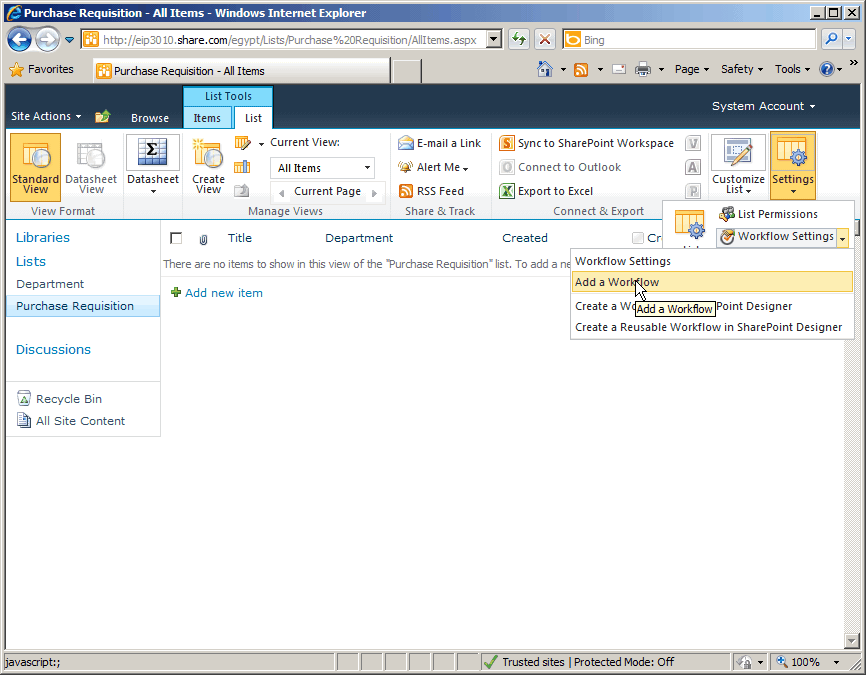 Purchase Requisition - All Items - Windows Internet Explorer
http://eip3010.share.com/egypt/Lists/Purchase%20Requisition/AllItems.aspx
Bing
Favorites
Purchase Requisition - All Items
Page
Safety
Tools
List Tools
System Account
Site Actions
Browse
Items
List
Standard View
Datasheet View
Datasheet
Create View
Current View:
All Items
Current Page
E-mail a Link
Alert Me
RSS Feed
Sync to SharePoint Workspace
Connect to Outlook
Export to Excel
Customize List
Settings
View Format
Manage Views
Share & Track
Connect & Export
List Permissions
Workflow Settings
Workflow Settings
Add a Workflow
Create a Wo
Point Designer
Add a Workflow
Create a Reusable Workflow in SharePoint Designer
Libraries
Lists
Department
Purchase Requisition
Discussions
Recycle Bin
All Site Content
Title
Department
Created
There are no items to show in this view of the "Purchase Requisition" list. To add a ne
Add new item
javascript:;
Trusted sites | Protected Mode: Off
100%